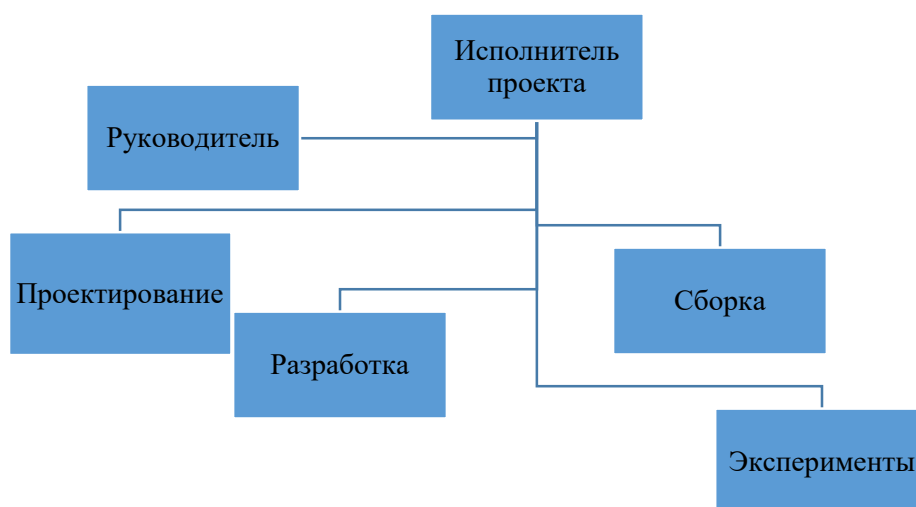 Исполнитель
проекта
Руководитель
Проектирование
Сборка
Разработка
Эксперименты